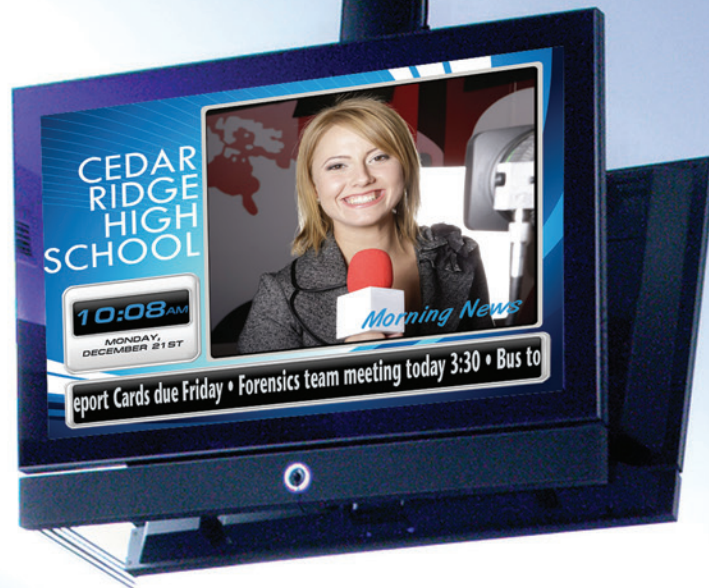 CEDAR
RIDGE
HIGH
SCHOOL
10:08AM
MONDAY,
DECEMBER 21ST
Morning News
eport Cards due Friday • Forensics team meeting today 3:30 • Bus to